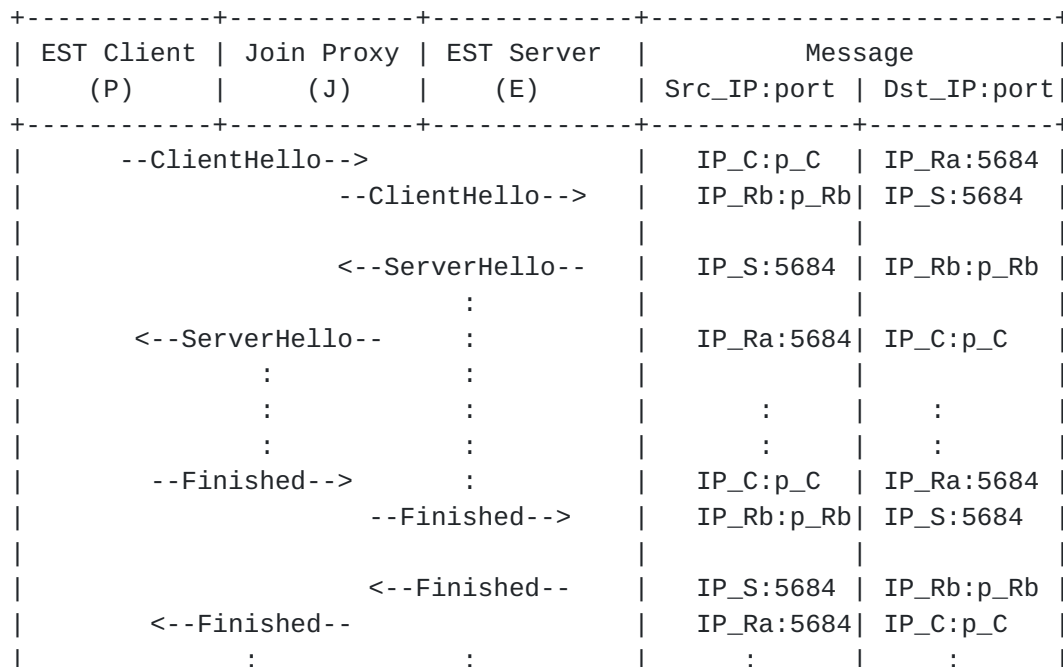 +------------+------------+-------------+--------------------------+
| EST Client | Join Proxy | EST Server  |          Message         |
|    (P)     |     (J)    |    (E)      | Src_IP:port | Dst_IP:port|
+------------+------------+-------------+-------------+------------+
|      --ClientHello-->                 |   IP_C:p_C  | IP_Ra:5684 |
|                    --ClientHello-->   |   IP_Rb:p_Rb| IP_S:5684  |
|                                       |             |            |
|                    <--ServerHello--   |   IP_S:5684 | IP_Rb:p_Rb |
|                            :          |             |            |
|       <--ServerHello--     :          |   IP_Ra:5684| IP_C:p_C   |
|               :            :          |             |            |
|               :            :          |       :     |    :       |
|               :            :          |       :     |    :       |
|        --Finished-->       :          |   IP_C:p_C  | IP_Ra:5684 |
|                      --Finished-->    |   IP_Rb:p_Rb| IP_S:5684  |
|                                       |             |            |
|                      <--Finished--    |   IP_S:5684 | IP_Rb:p_Rb |
|        <--Finished--                  |   IP_Ra:5684| IP_C:p_C   |
|              :             :          |      :      |     :      |